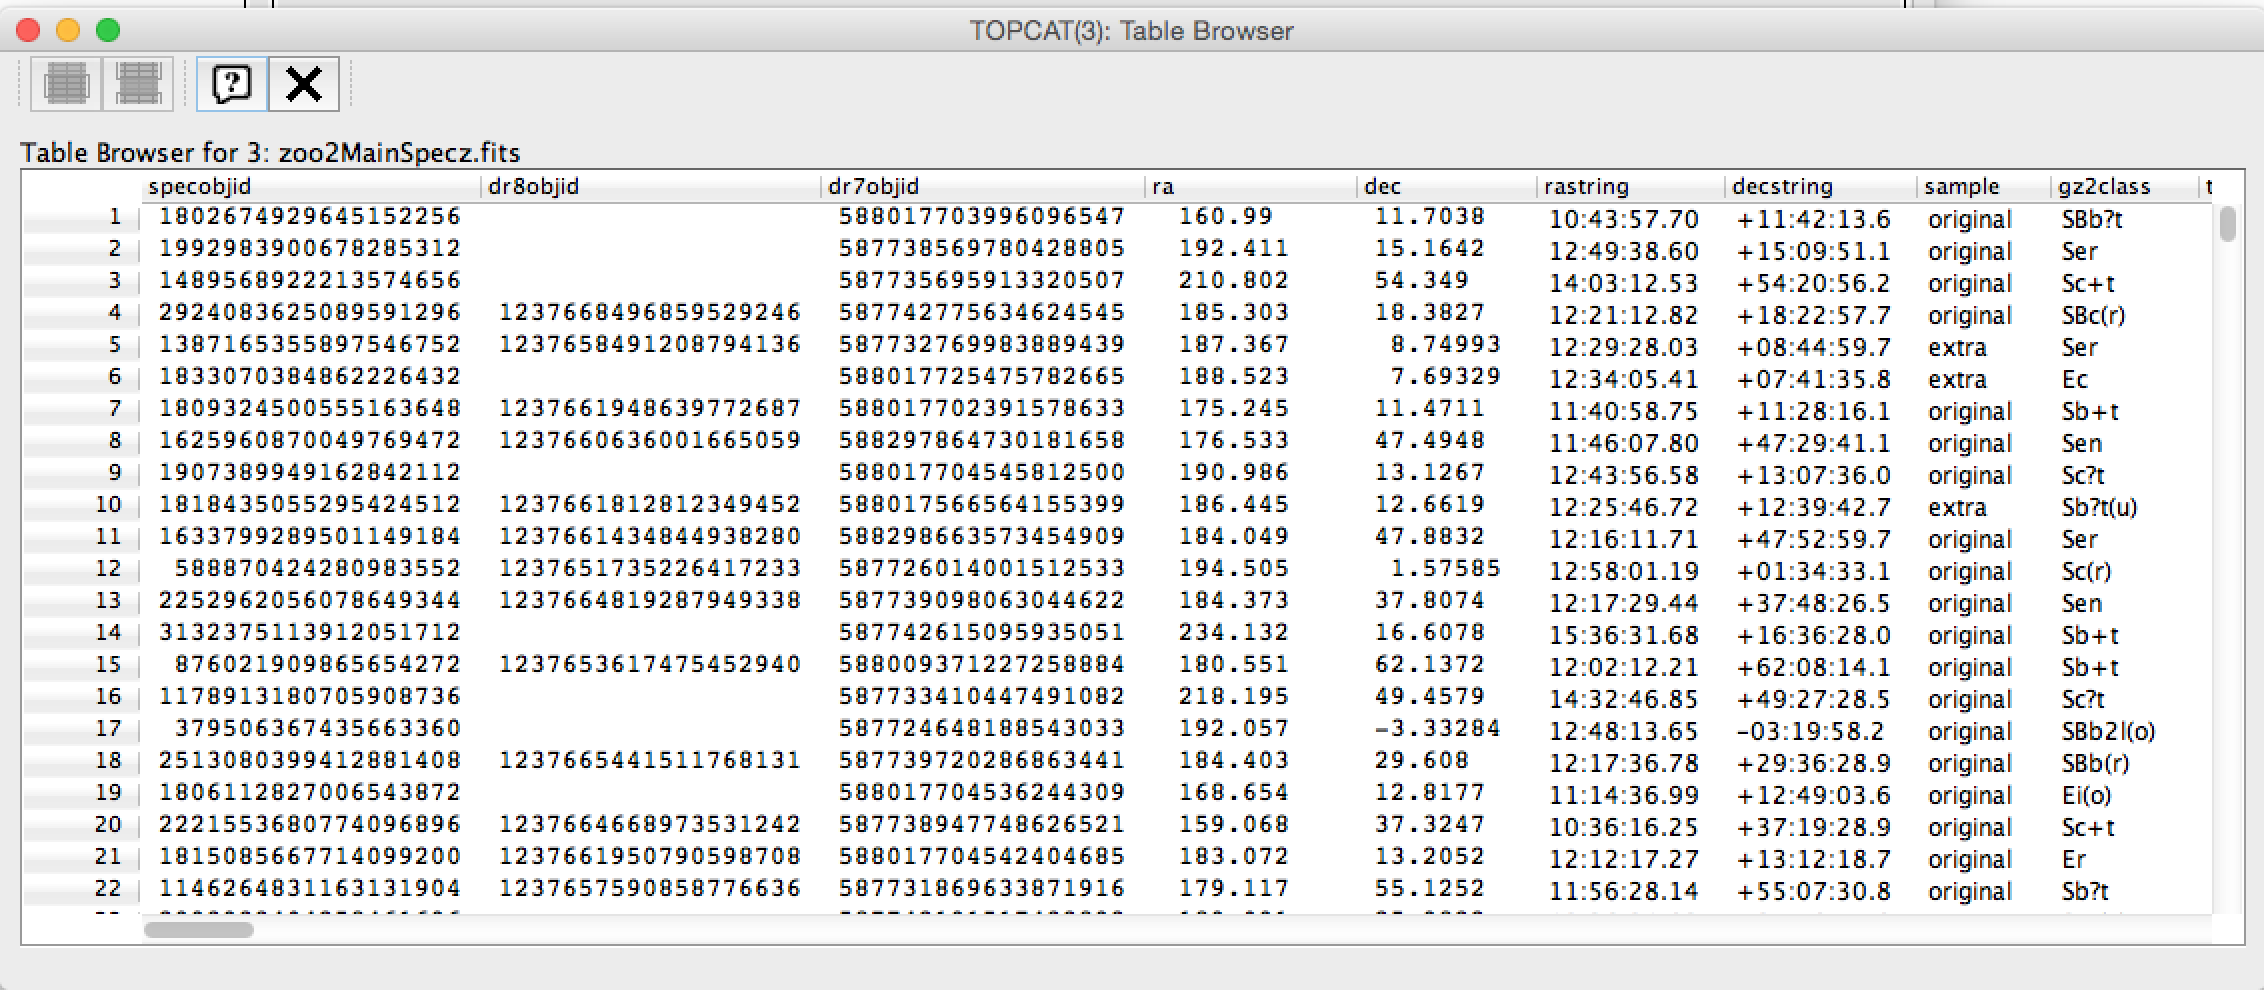 TOPCAT(3): Table Browser
?
Table Browser for 3: zoo2MainSpecz.fits
specobjid dr8objid dr7objid ra dec rastring decstring sample gz2class t
1 1802674929645152256 588017703996096547 160.99 11.7038 10:43:57.70 +11:42:13.6 original SBb?t
2 1992983900678285312 587738569780428805 192.411 15.1642 12:49:38.60 +15:09:51.1 original Ser
3 1489568922213574656 587735695913320507 210.802 54.349 14:03:12.53 +54:20:56.2 original Sc+t
4 2924083625089591296 1237668496859529246 587742775634624545 185.303 18.3827 12:21:12.82 +18:22:57.7 original SBc(r)
5 1387165355897546752 1237658491208794136 587732769983889439 187.367 8.74993 12:29:28.03 +08:44:59.7 extra Ser
6 1833070384862226432 588017725475782665 188.523 7.69329 12:34:05.41 +07:41:35.8 extra Ec
7 1809324500555163648 1237661948639772687 588017702391578633 175.245 11.4711 11:40:58.75 +11:28:16.1 original Sb+t
8 1625960870049769472 1237660636001665059 588297864730181658 176.533 47.4948 11:46:07.80 +47:29:41.1 original Sen
9 1907389949162842112 588017704545812500 190.986 13.1267 12:43:56.58 +13:07:36.0 original Sc?t
10 1818435055295424512 1237661812812349452 588017566564155399 186.445 12.6619 12:25:46.72 +12:39:42.7 extra Sb?t(u)
11 1633799289501149184 1237661434844938280 588298663573454909 184.049 47.8832 12:16:11.71 +47:52:59.7 original Ser
12 588870424280983552 1237651735226417233 587726014001512533 194.505 1.57585 12:58:01.19 +01:34:33.1 original Sc(r)
13 2252962056078649344 1237664819287949338 587739098063044622 184.373 37.8074 12:17:29.44 +37:48:26.5 original Sen
14 3132375113912051712 587742615095935051 234.132 16.6078 15:36:31.68 +16:36:28.0 original Sb+t
15 876021909865654272 1237653617475452940 588009371227258884 180.551 62.1372 12:02:12.21 +62:08:14.1 original Sb+t
16 1178913180705908736 587733410447491082 218.195 49.4579 14:32:46.85 +49:27:28.5 original Sc?t
17 379506367435663360 587724648188543033 192.057 -3.33284 12:48:13.65 -03:19:58.2 original SBb2l(o)
18 2513080399412881408 1237665441511768131 587739720286863441 184.403 29.608 12:17:36.78 +29:36:28.9 original SBb(r)
19 1806112827006543872 588017704536244309 168.654 12.8177 11:14:36.99 +12:49:03.6 original Ei(o)
20 2221553680774096896 1237664668973531242 587738947748626521 159.068 37.3247 10:36:16.25 +37:19:28.9 original Sc+t
21 1815085667714099200 1237661950790598708 588017704542404685 183.072 13.2052 12:12:17.27 +13:12:18.7 original Er
22 1146264831163131904 1237657590858776636 587731869633871916 179.117 55.1252 11:56:28.14 +55:07:30.8 original Sb?t